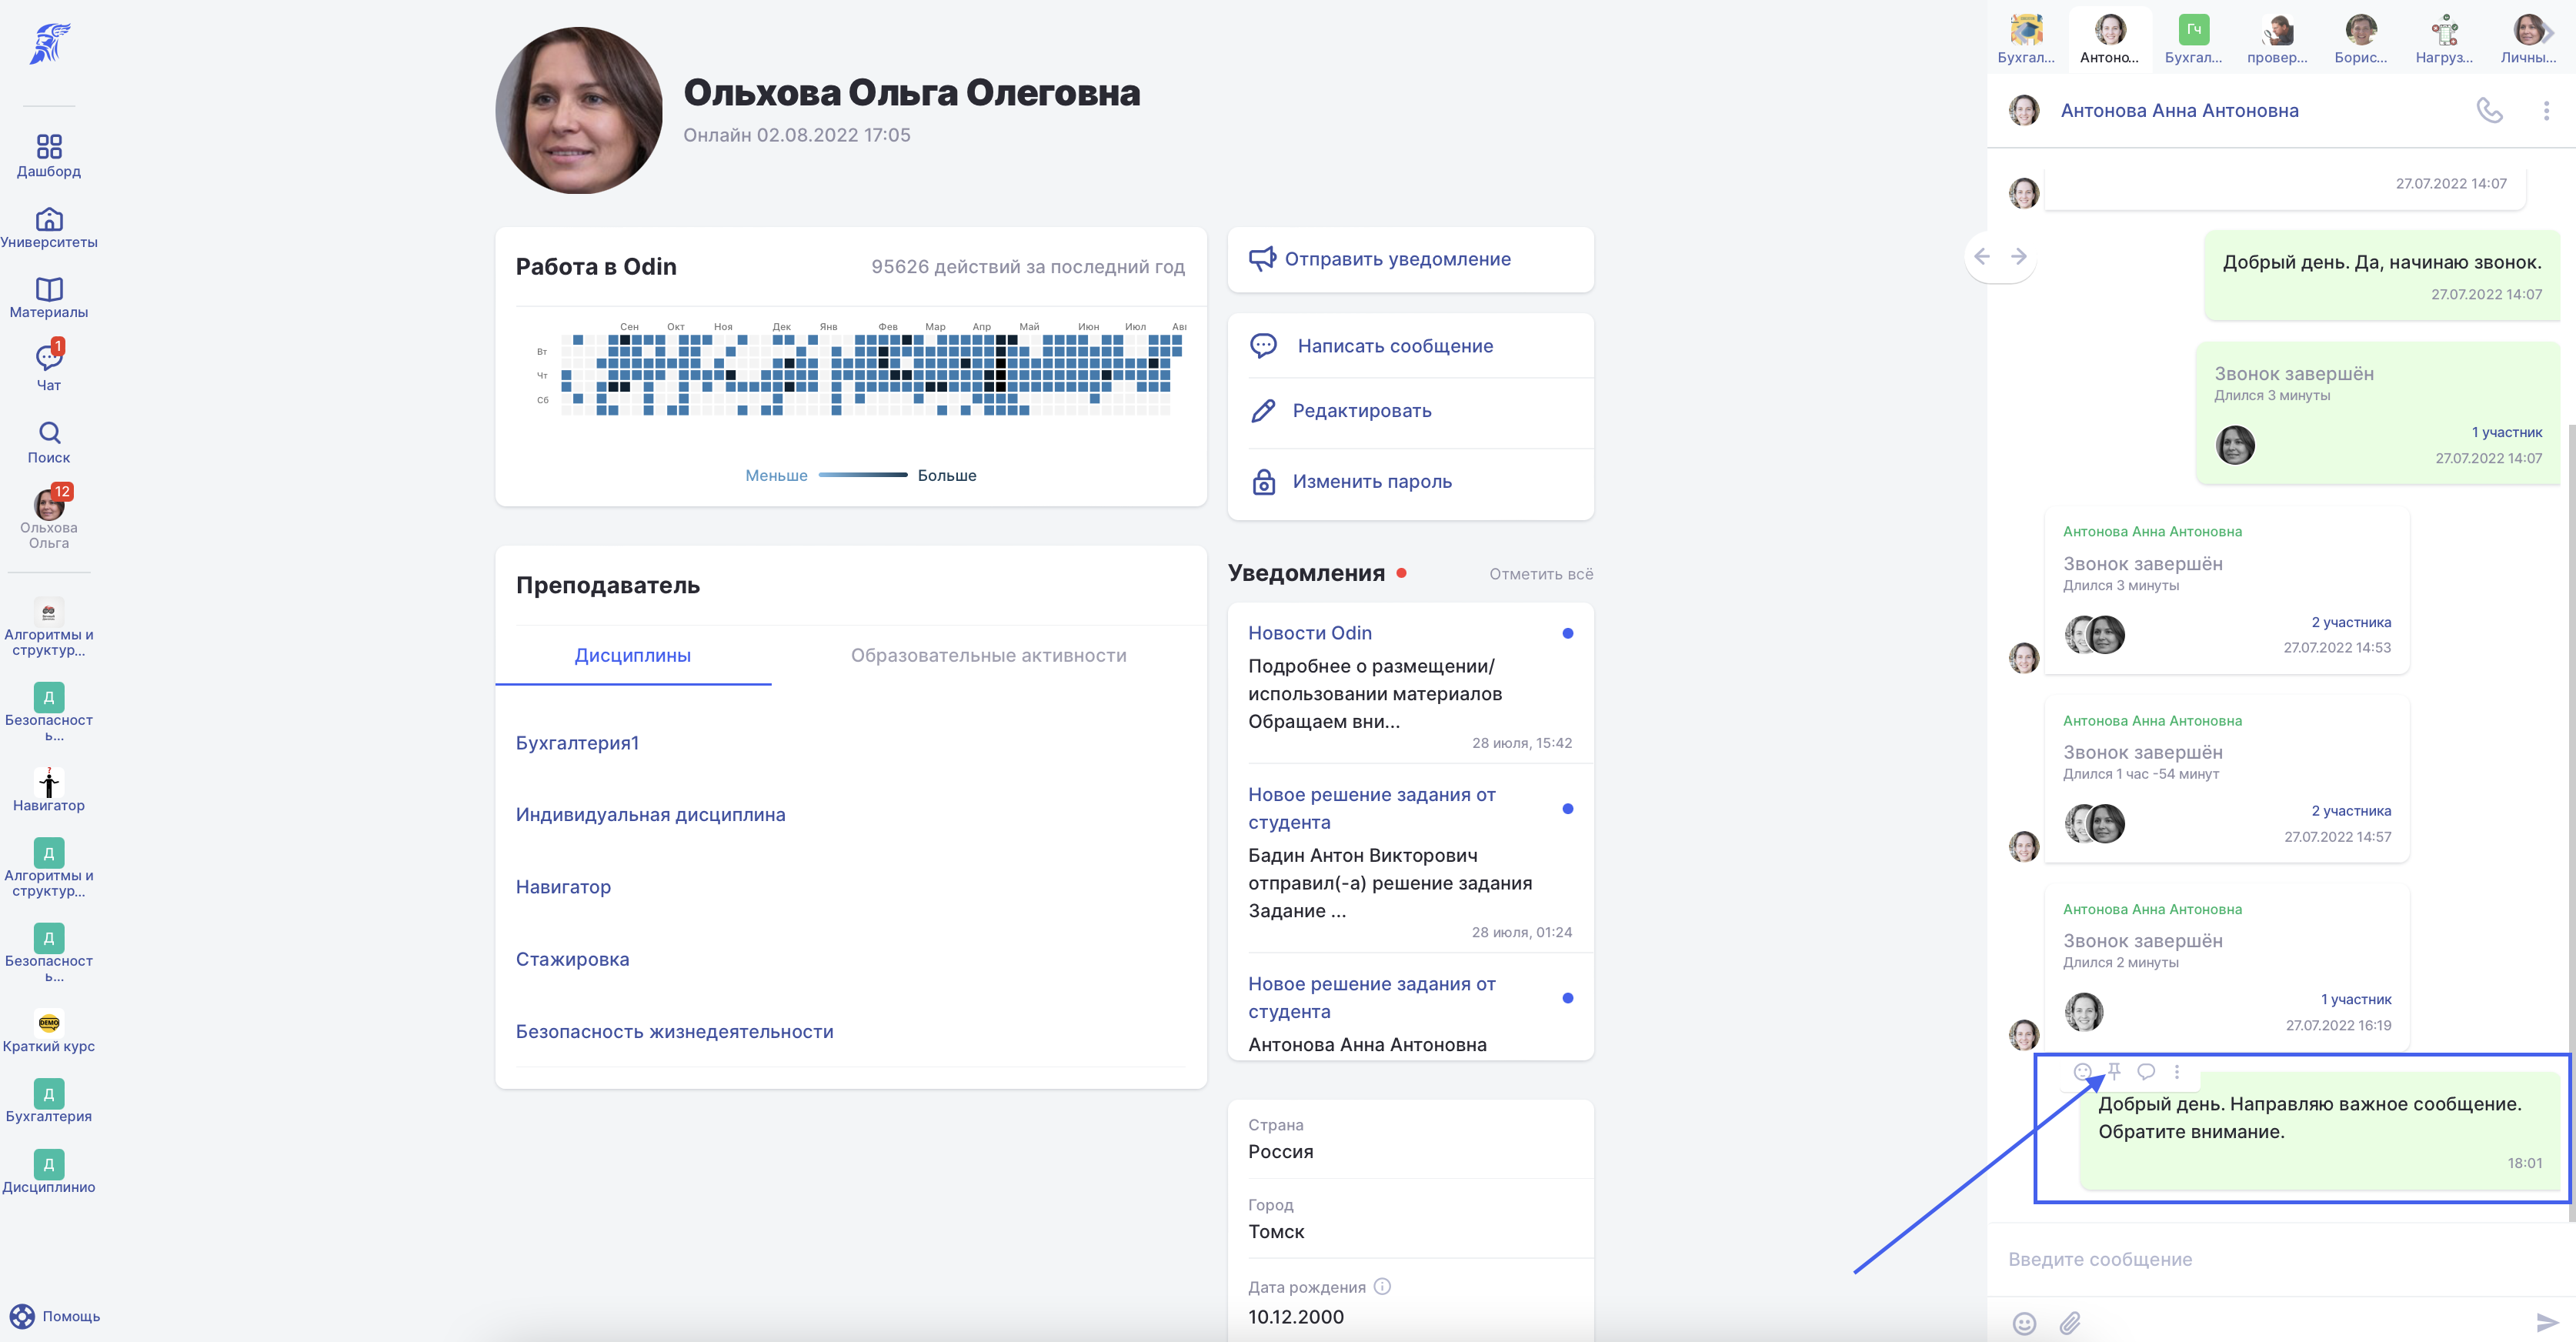 Дашборд
Университеты
Материалы
1
Чат
Поиск
12
Ольхова
Ольга
Алгоритмы и
структур...
Д
Безопасност
ь...
Навигатор
Д
Алгоритмы и
структур...
Д
Безопасност
ь...
DEMO
Краткий курс
Д
Бухгалтерия
Д
Дисциплинио
Помощь
Ольхова Ольга Олеговна
Онлайн 02.08.2022 17:05
Работа в Odin
95626 действий за последний год
Сен Окт Ноя Дек Янв Фев Мар Апр Май Июн Июл Авг
Вт
Чт
Сб
Меньше Больше
Преподаватель
Дисциплины
Образовательные активности
Бухгалтерия1
Индивидуальная дисциплина
Навигатор
Стажировка
Безопасность жизнедеятельности
Отправить уведомление
Написать сообщение
Редактировать
Изменить пароль
Уведомления
Отметить всё
Новости Odin
Подробнее о размещении/
использовании материалов
Обращаем вни...
28 июля, 15:42
Новое решение задания от
студента
Бадин Антон Викторович
отправил(-а) решение задания
Задание ...
28 июля, 01:24
Новое решение задания от
студента
Антонова Анна Антоновна
Страна
Россия
Город
Томск
Дата рождения
10.12.2000
Гч
Бухгал... Антоно... Бухгал... провер... Борис... Нагруз... Личны...
Антонова Анна Антоновна
27.07.2022 14:07
Добрый день. Да, начинаю звонок.
27.07.2022 14:07
Звонок завершён
Длился 3 минуты
1 участник
27.07.2022 14:07
Антонова Анна Антоновна
Звонок завершён
Длился 3 минуты
2 участника
27.07.2022 14:53
Антонова Анна Антоновна
Звонок завершён
Длился 1 час -54 минут
2 участника
27.07.2022 14:57
Антонова Анна Антоновна
Звонок завершён
Длился 2 минуты
1 участник
27.07.2022 16:19
Добрый день. Направляю важное сообщение.
Обратите внимание.
18:01
Введите сообщение